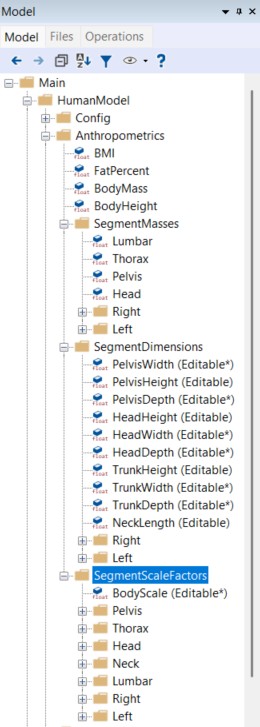 Model
Model Files Operations
Main
HumanModel
Config
Anthropometrics
float BMI
float FatPercent
float BodyMass
float BodyHeight
SegmentMasses
float Lumbar
float Thorax
float Pelvis
float Head
Right
Left
SegmentDimensions
float PelvisWidth (Editable*)
float PelvisHeight (Editable)
float PelvisDepth (Editable*)
float HeadHeight (Editable)
float HeadWidth (Editable*)
float HeadDepth (Editable*)
float TrunkHeight (Editable)
float TrunkWidth (Editable*)
float TrunkDepth (Editable*)
float NeckLength (Editable)
Right
Left
SegmentScaleFactors
float BodyScale (Editable*)
Pelvis
Thorax
Head
Neck
Lumbar
Right
Left